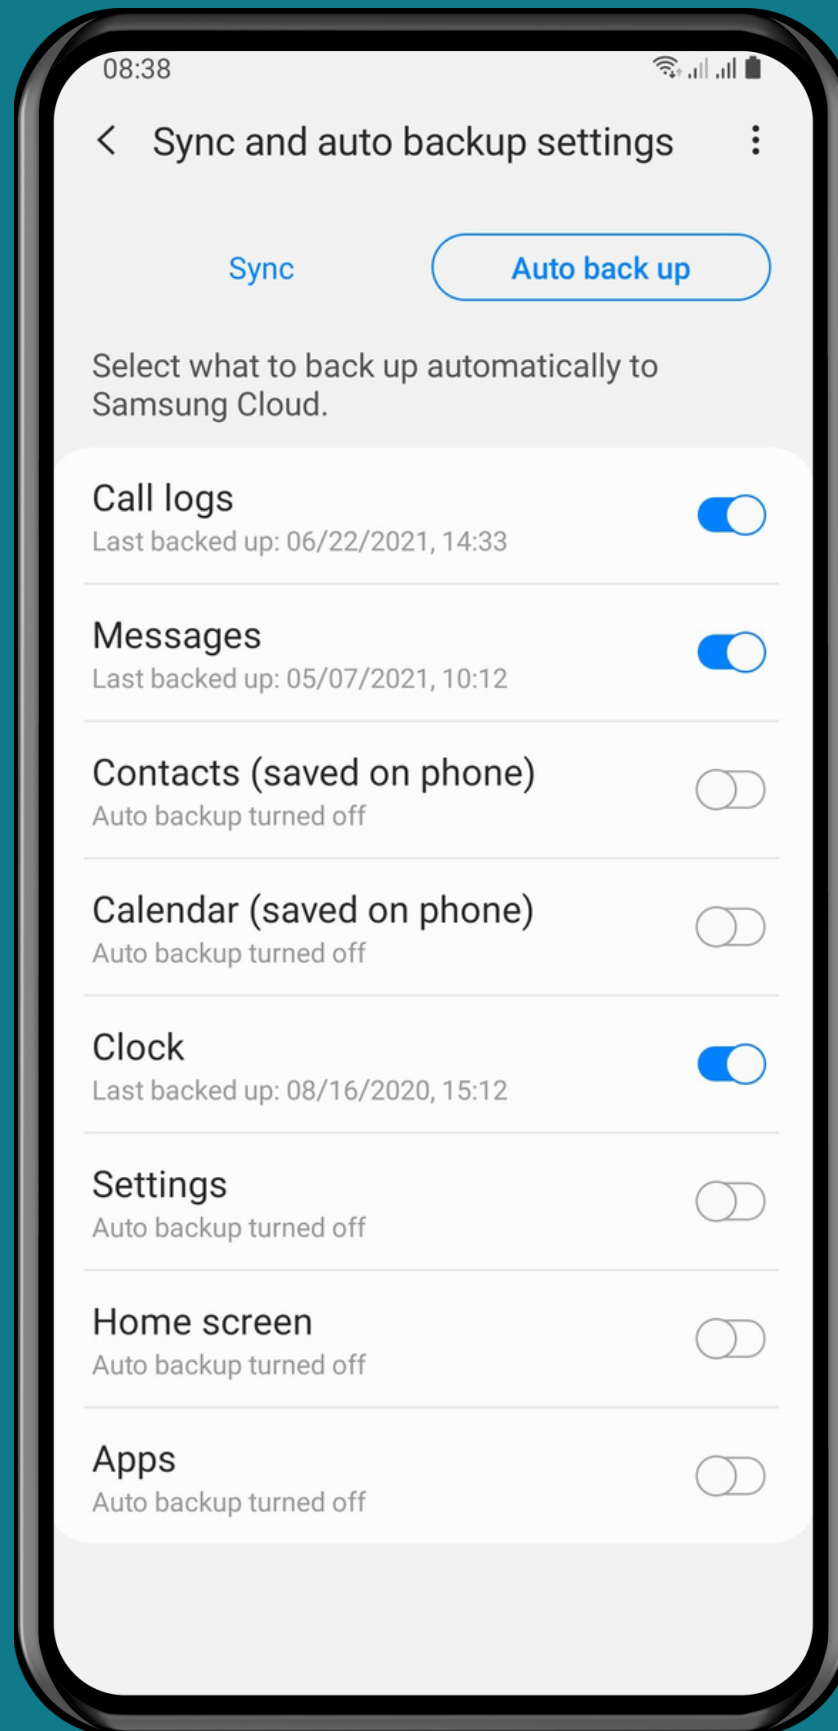 08:38
Sync and auto backup settings
Sync
Auto back up
Select what to back up automatically to
Samsung Cloud.
Call logs
Last backed up: 06/22/2021, 14:33
Messages
Last backed up: 05/07/2021, 10:12
Contacts (saved on phone)
Auto backup turned off
Calendar (saved on phone)
Auto backup turned off
Clock
Last backed up: 08/16/2020, 15:12
Settings
Auto backup turned off
Home screen
Auto backup turned off
Apps
Auto backup turned off